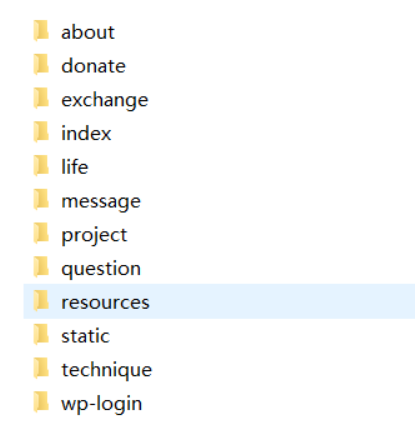 about
donate
exchange
index
life
message
project
question
resources
static
technique
wp-login